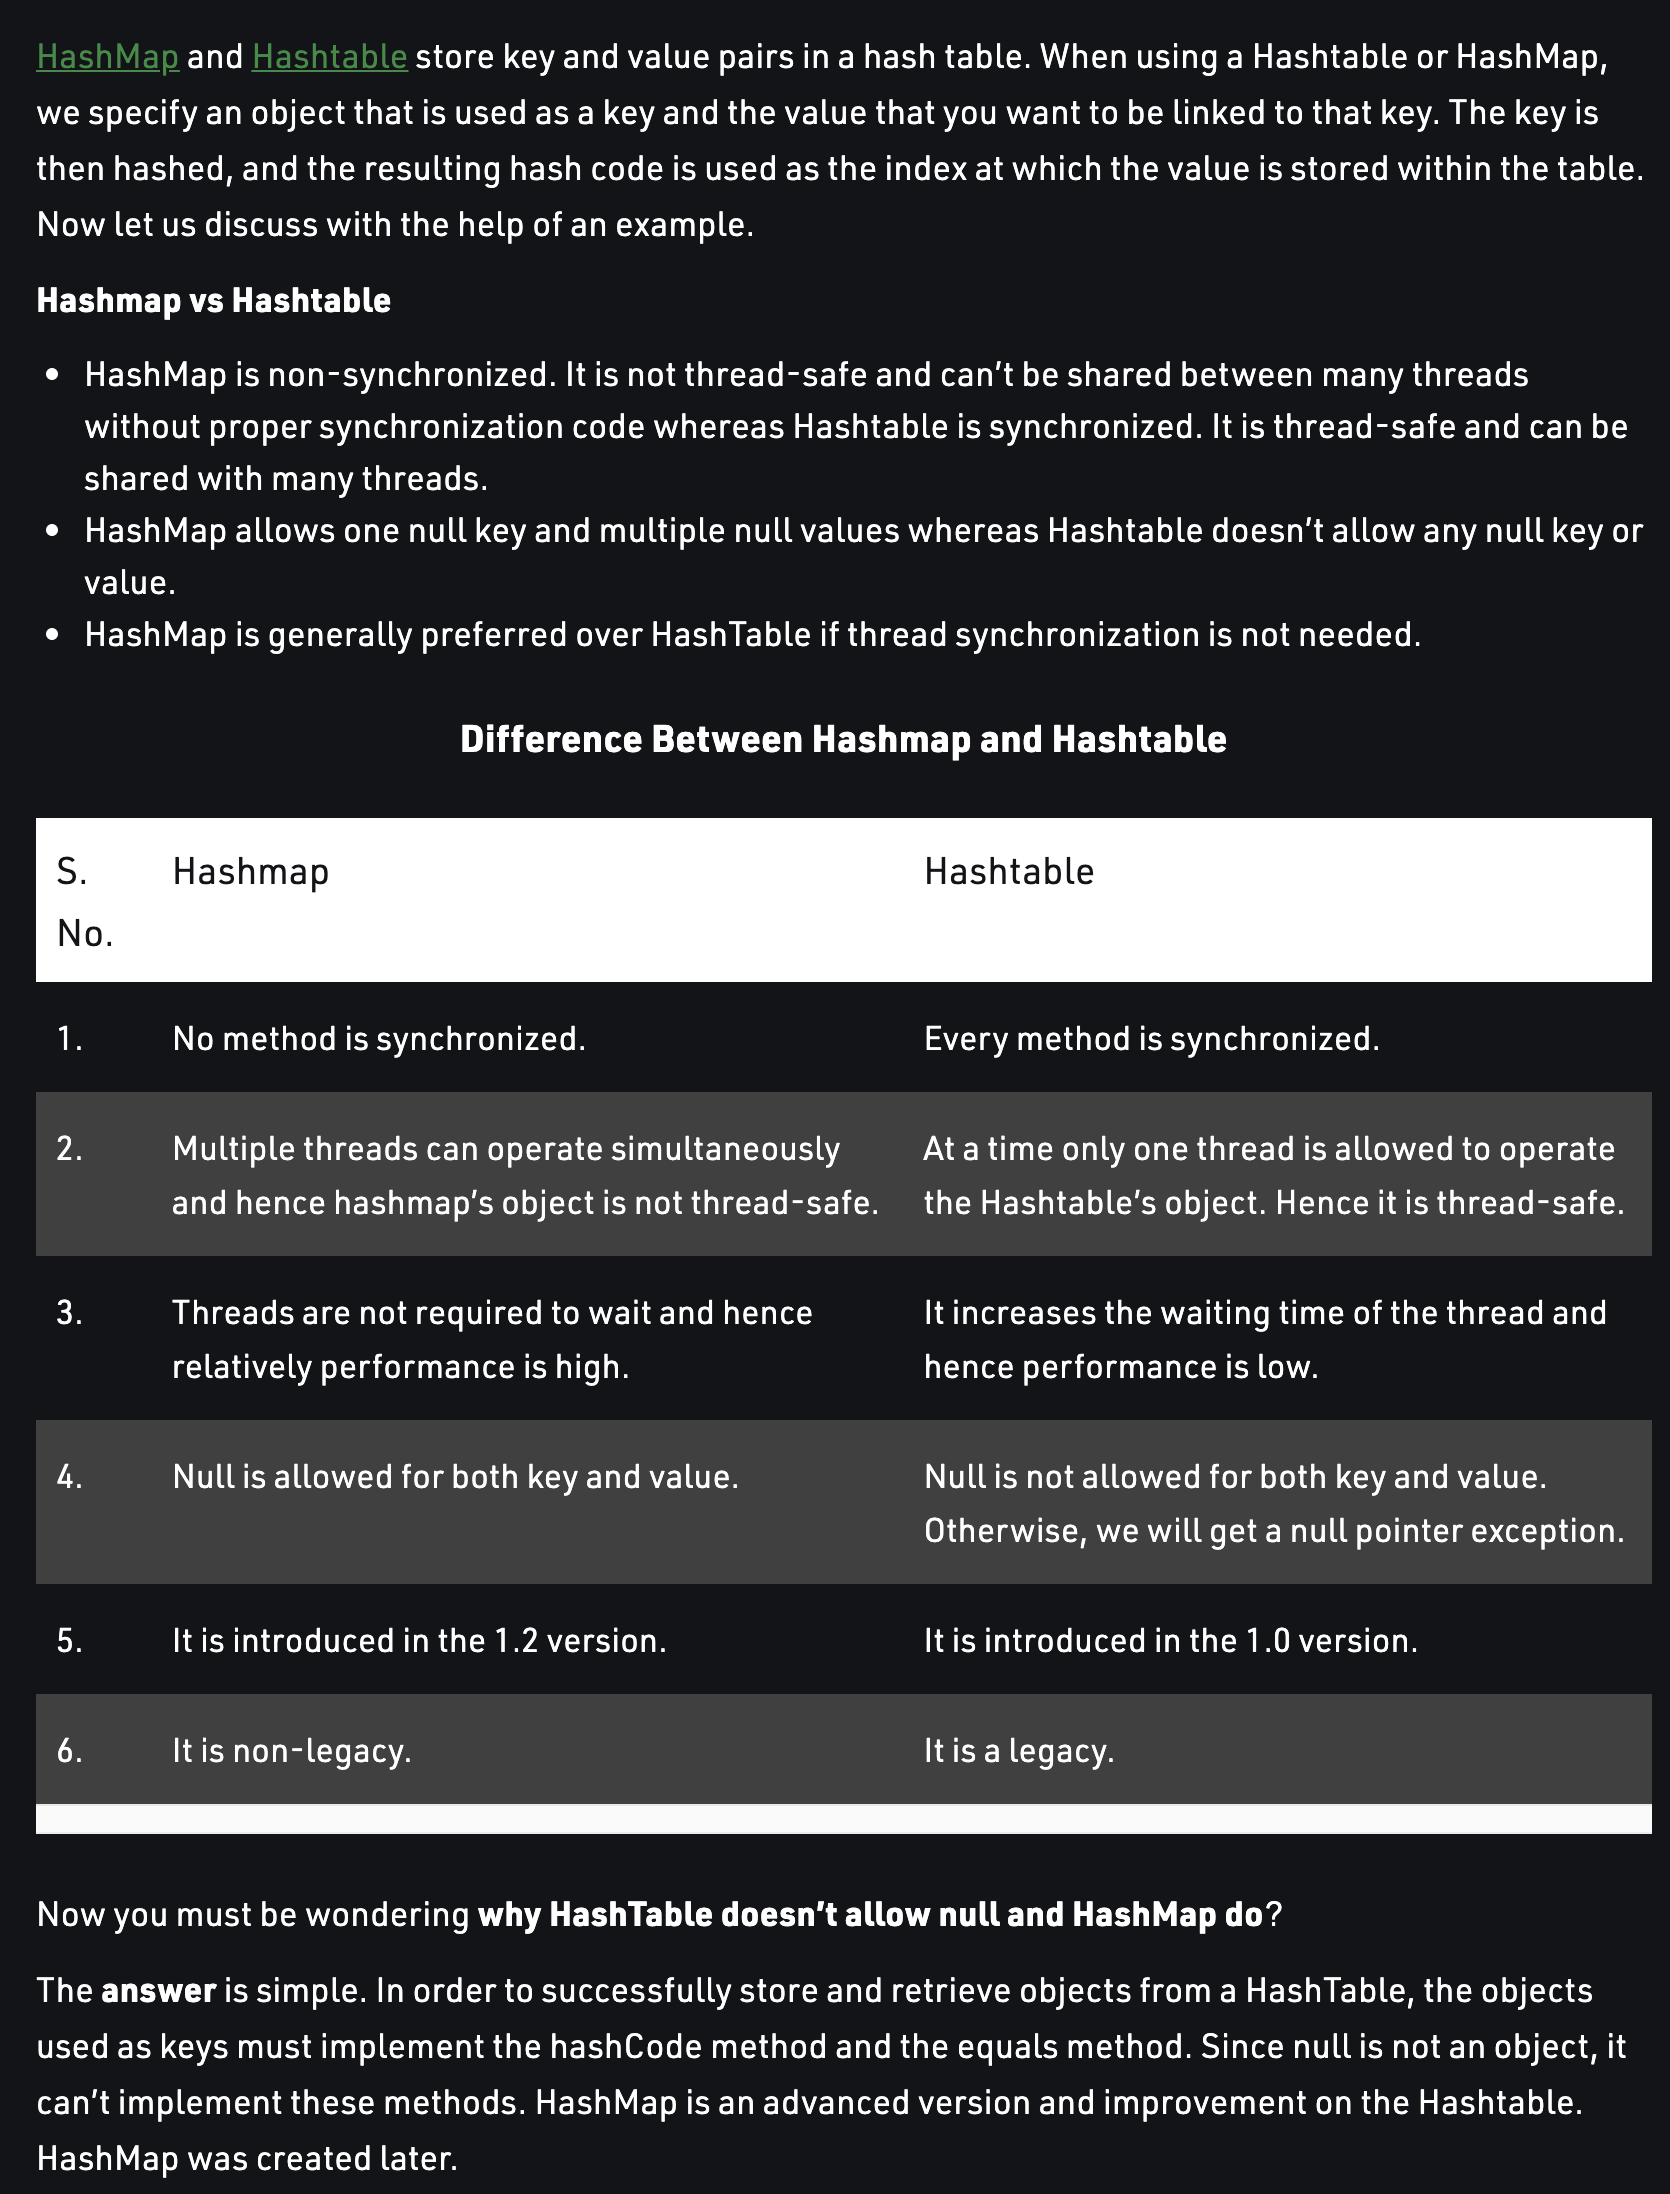 HashMap and Hashtable store key and value pairs in a hash table. When using a Hashtable or HashMap,
we specify an object that is used as a key and the value that you want to be linked to that key. The key is
then hashed, and the resulting hash code is used as the index at which the value is stored within the table.
Now let us discuss with the help of an example.
Hashmap vs Hashtable
• HashMap is non-synchronized. It is not thread-safe and can’t be shared between many threads
without proper synchronization code whereas Hashtable is synchronized. It is thread-safe and can be
shared with many threads.
• HashMap allows one null key and multiple null values whereas Hashtable doesn’t allow any null key or
value.
• HashMap is generally preferred over HashTable if thread synchronization is not needed.
Difference Between Hashmap and Hashtable
S. Hashmap Hashtable
No.
1. No method is synchronized. Every method is synchronized.
2. Multiple threads can operate simultaneously At a time only one thread is allowed to operate
and hence hashmap’s object is not thread-safe. the Hashtable’s object. Hence it is thread-safe.
3. Threads are not required to wait and hence It increases the waiting time of the thread and
relatively performance is high. hence performance is low.
4. Null is allowed for both key and value. Null is not allowed for both key and value.
Otherwise, we will get a null pointer exception.
5. It is introduced in the 1.2 version. It is introduced in the 1.0 version.
6. It is non-legacy. It is a legacy.
Now you must be wondering why HashTable doesn’t allow null and HashMap do?
The answer is simple. In order to successfully store and retrieve objects from a HashTable, the objects
used as keys must implement the hashCode method and the equals method. Since null is not an object, it
can’t implement these methods. HashMap is an advanced version and improvement on the Hashtable.
HashMap was created later.